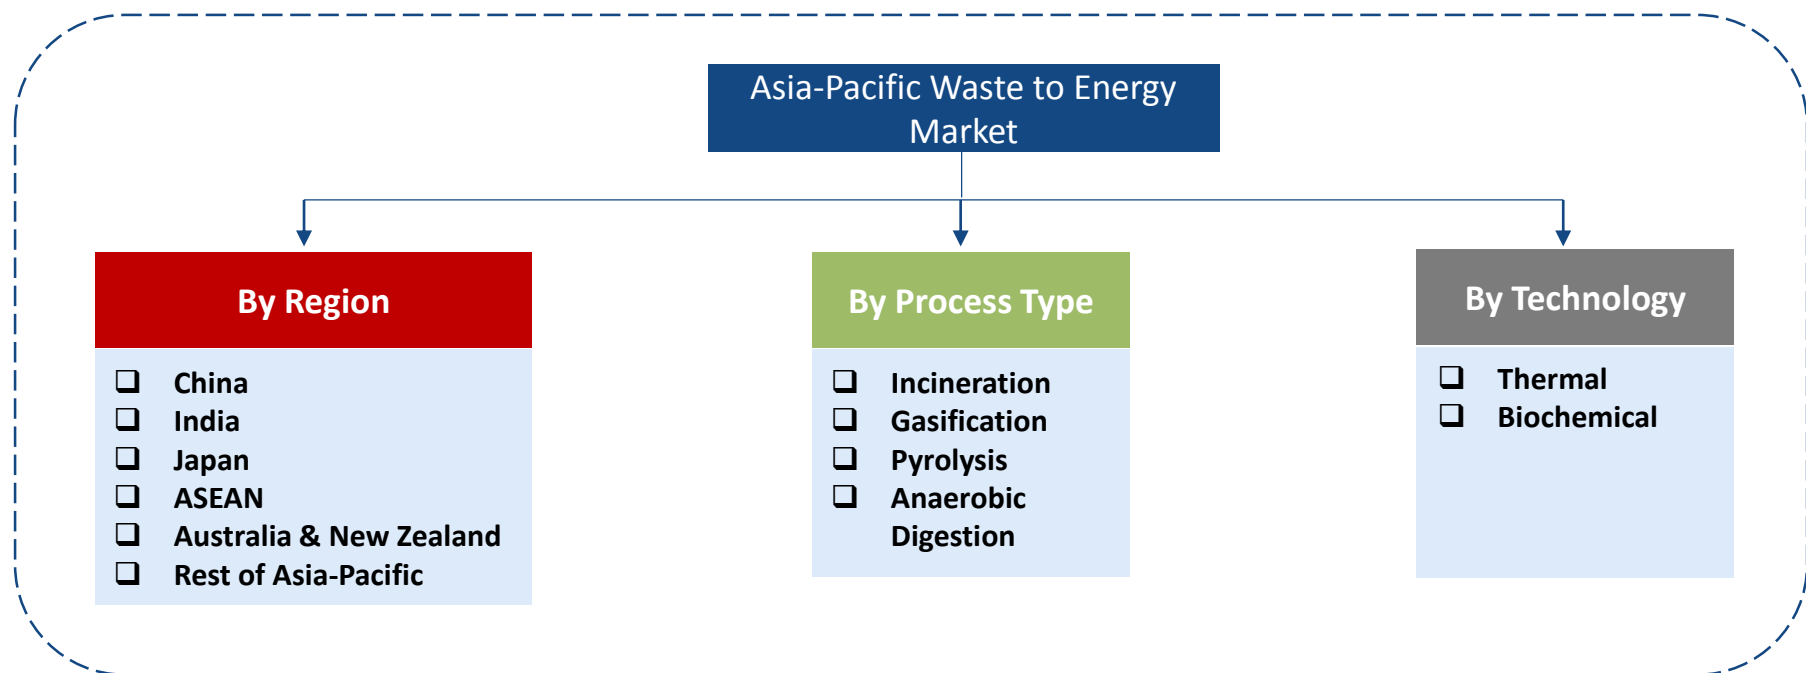 Asia-Pacific Waste to Energy
Market
By Region
China
India
Japan
ASEAN
Australia & New Zealand
Rest of Asia-Pacific
By Process Type
Incineration
Gasification
Pyrolysis
Anaerobic
Digestion
By Technology
Thermal
Biochemical